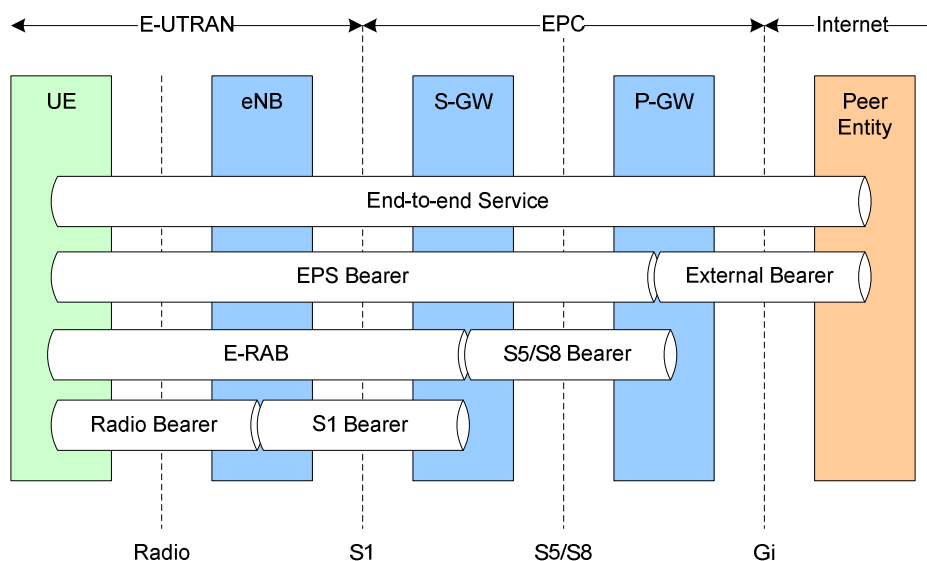 E-UTRAN EPC Internet
UE eNB S-GW P-GW Peer
Entity
End-to-end Service
EPS Bearer External Bearer
E-RAB S5/S8 Bearer
Radio Bearer S1 Bearer
Radio S1 S5/S8 Gi